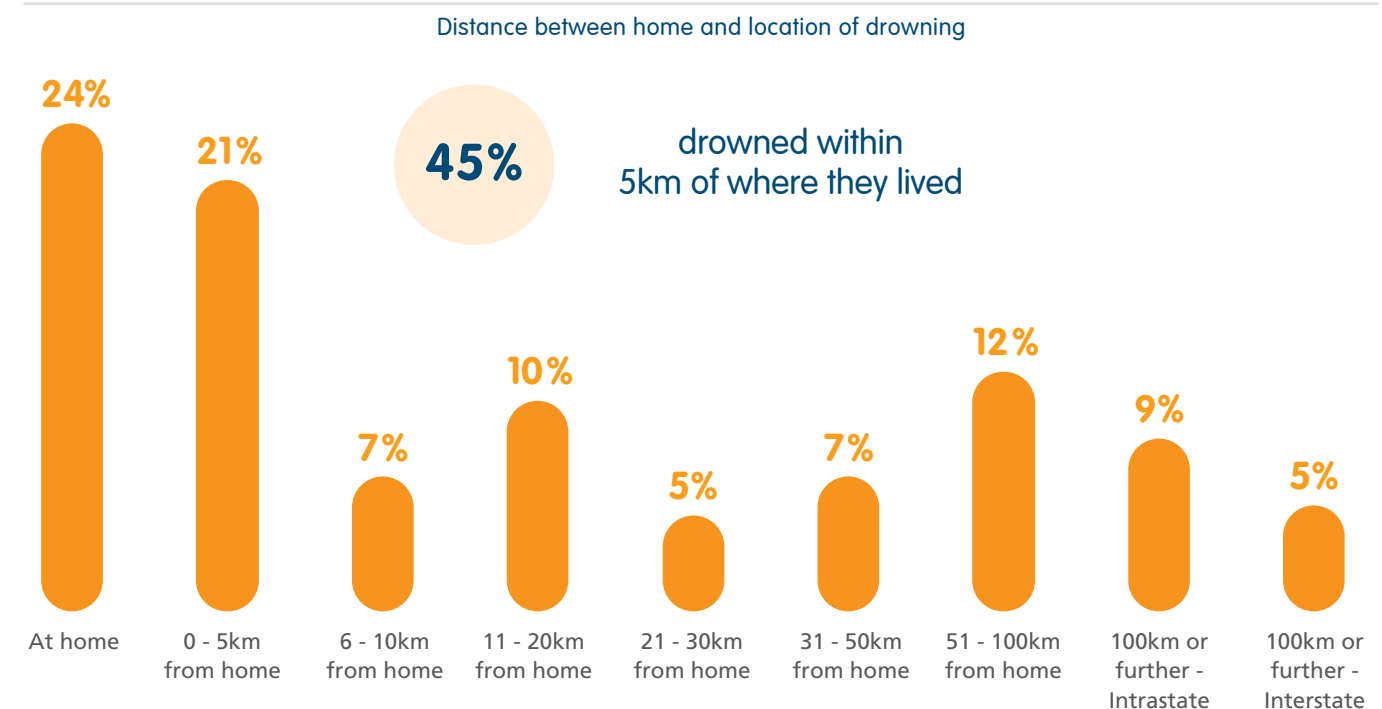 Distance between home and location of drowning
24%
21%
45%
drowned within
5km of where they lived
7%
10%
5%
7%
12%
9%
5%
At home
0 - 5km
from home
6 - 10km
from home
11 - 20km
from home
21 - 30km
from home
31 - 50km
from home
51 - 100km
from home
100km or
further -
Intrastate
100km or
further -
Interstate